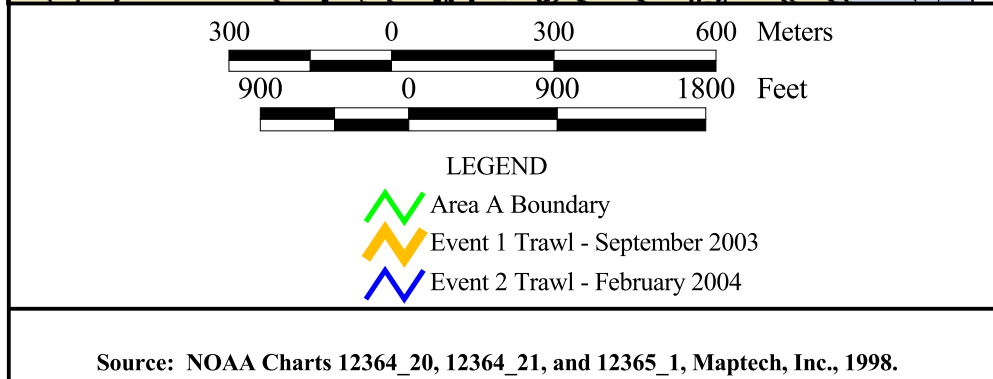 300 0 300 600 Meters
900 0 900 1800 Feet
LEGEND
Area A Boundary
Event 1 Trawl - September 2003
Event 2 Trawl - February 2004
Source: NOAA Charts 12364_20, 12364_21, and 12365_1, Maptech, Inc., 1998.